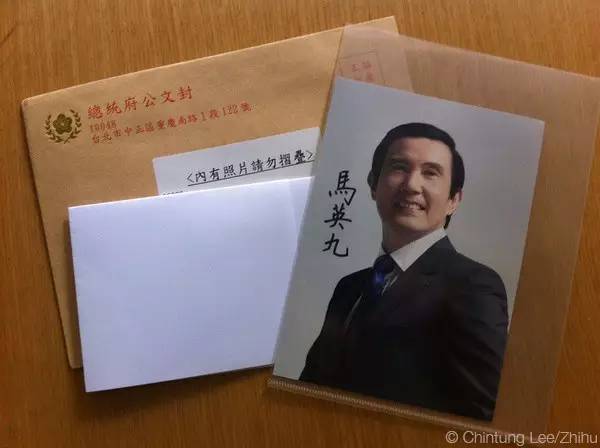 總統府公文封
10048
台北市中正區重慶南路1段122號
<內有照片請勿摺疊>
馬英九
© Chintung Lee/Zhihu